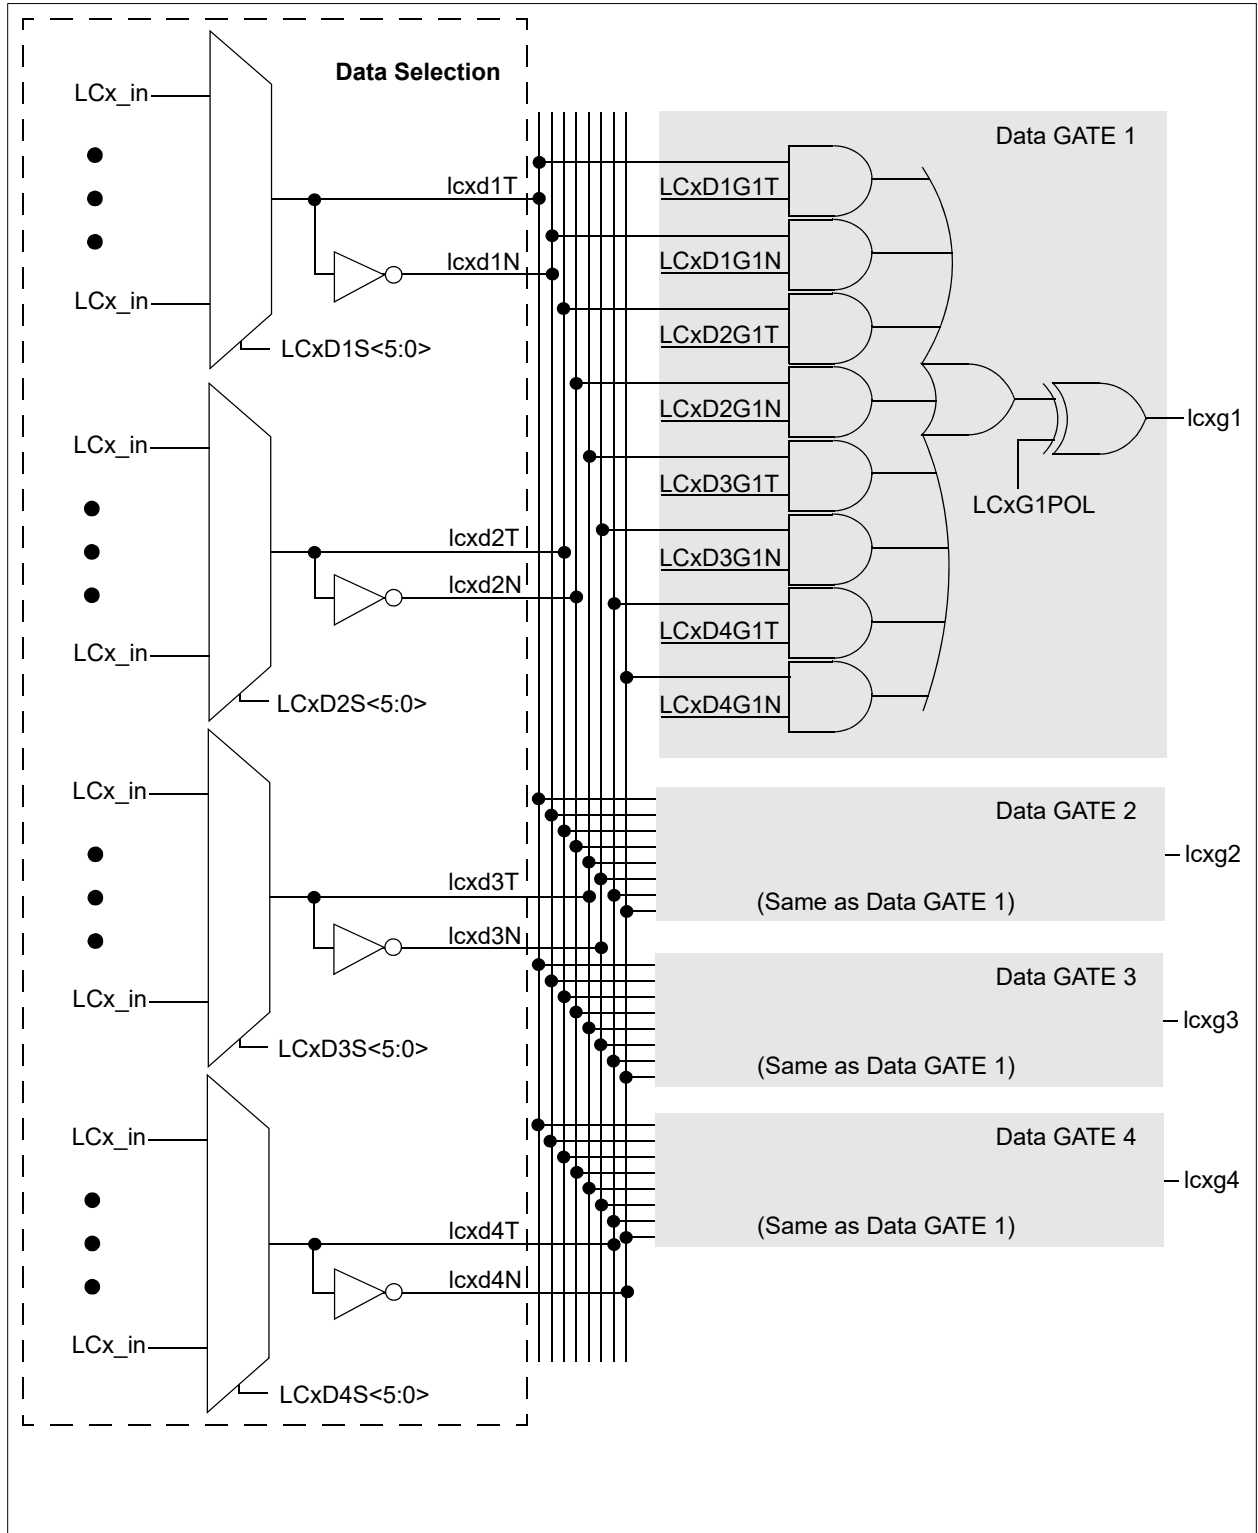 Data Selection
LCx_in
LCx_in
lcxd1T
lcxd1N
LCxD1S<5:0>
LCx_in
LCx_in
lcxd2T
lcxd2N
LCxD2S<5:0>
LCx_in
LCx_in
lcxd3T
lcxd3N
LCxD3S<5:0>
LCx_in
LCx_in
lcxd4T
lcxd4N
LCxD4S<5:0>
Data GATE 1
LCxD1G1T
LCxD1G1N
LCxD2G1T
LCxD2G1N
LCxD3G1T
LCxD3G1N
LCxD4G1T
LCxD4G1N
LCxG1POL
lcxg1
Data GATE 2
(Same as Data GATE 1)
lcxg2
Data GATE 3
(Same as Data GATE 1)
lcxg3
Data GATE 4
(Same as Data GATE 1)
lcxg4